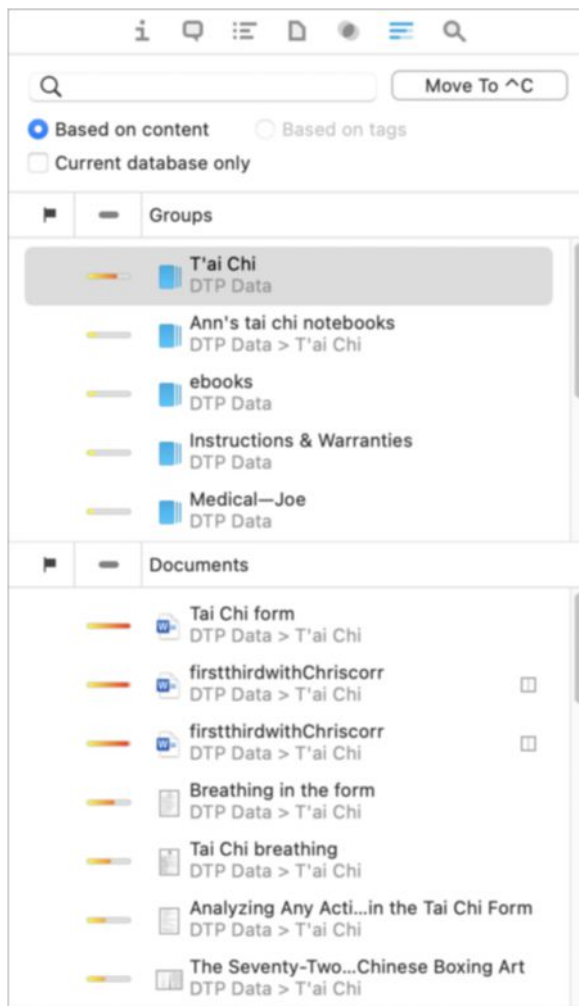 Move To ^C
Based on content
Based on tags
Current database only
Groups
T'ai Chi
DTP Data
Ann's tai chi notebooks
DTP Data > T'ai Chi
ebooks
DTP Data
Instructions & Warranties
DTP Data
Medical—Joe
DTP Data
Documents
Tai Chi form
DTP Data > T'ai Chi
firstthirdwithChriscorr
DTP Data > T'ai Chi
firstthirdwithChriscorr
DTP Data > T'ai Chi
Breathing in the form
DTP Data > T'ai Chi
Tai Chi breathing
DTP Data > T'ai Chi
Analyzing Any Acti...in the Tai Chi Form
DTP Data > T'ai Chi
The Seventy-Two...Chinese Boxing Art
DTP Data > T'ai Chi